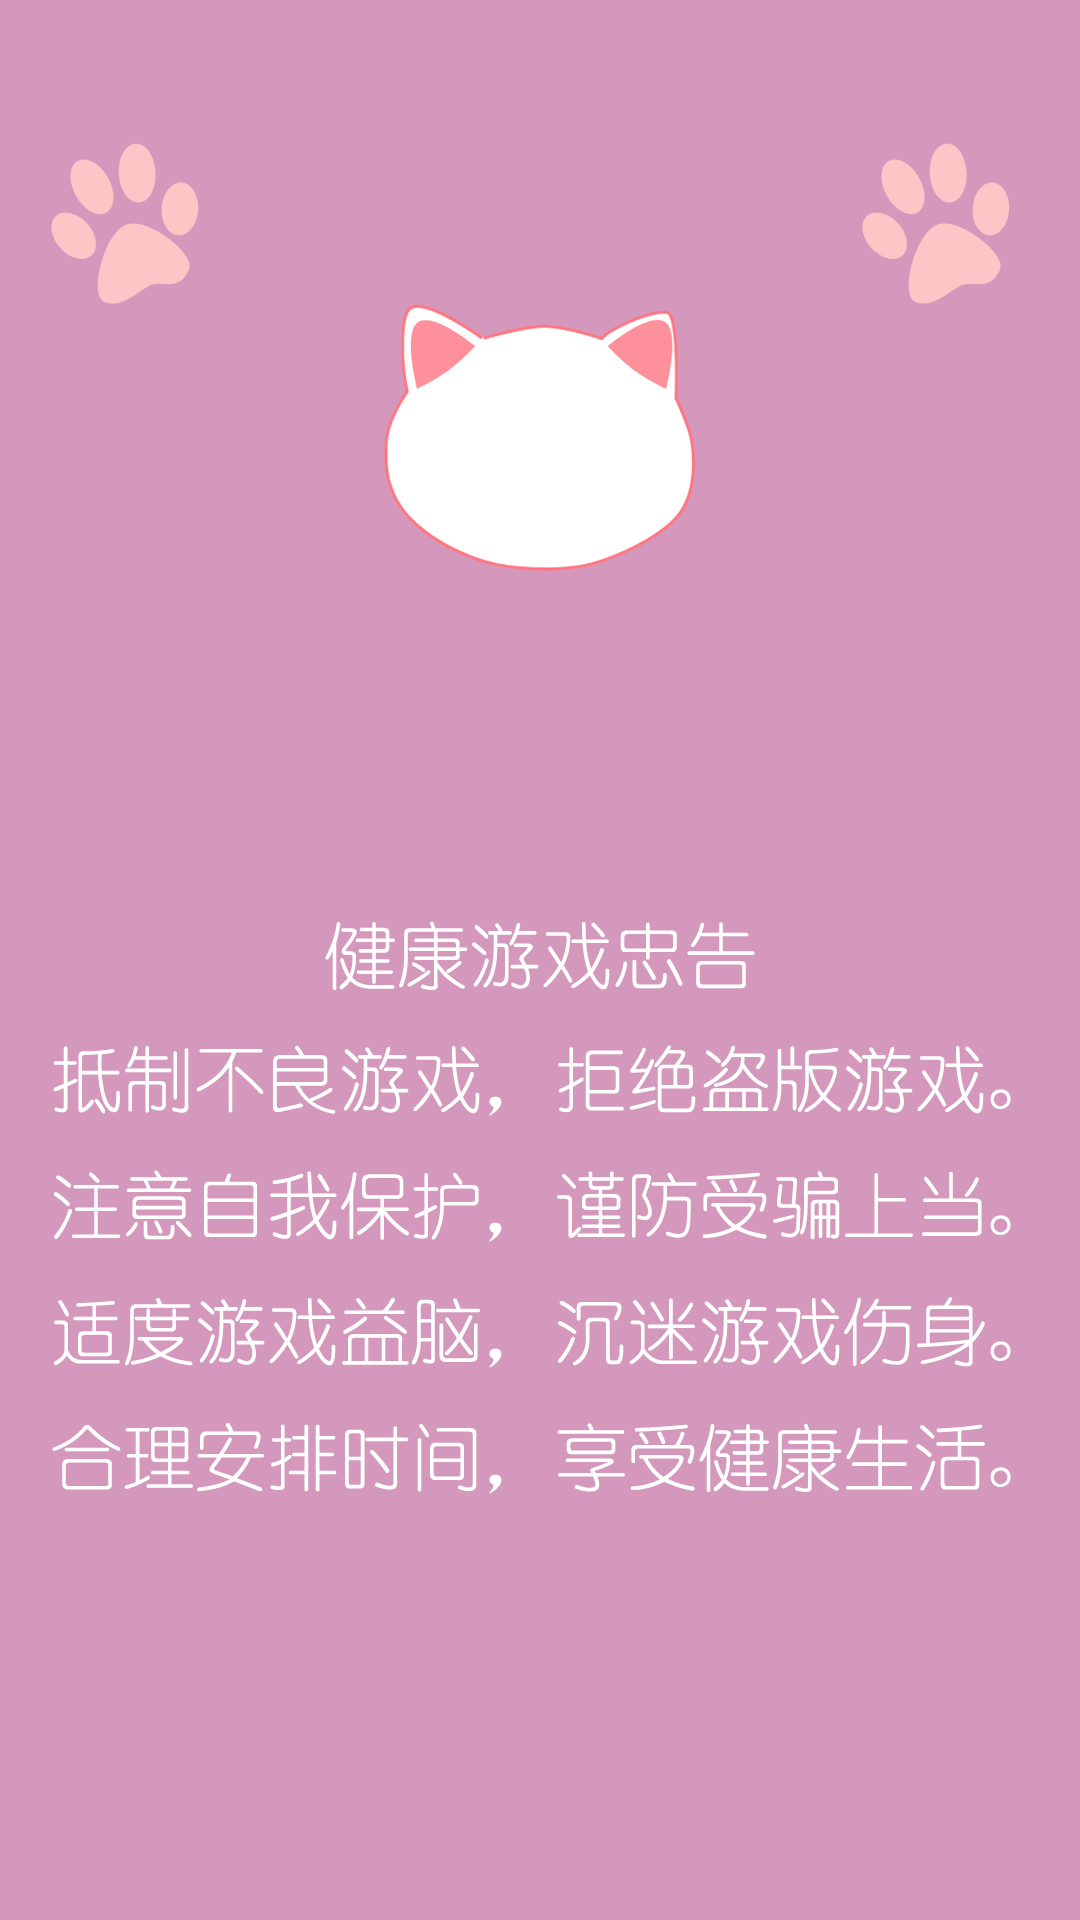 健康游戏忠告
抵制不良游戏，拒绝盗版游戏。
注意自我保护，谨防受骗上当。
适度游戏益脑，沉迷游戏伤身。
合理安排时间，享受健康生活。